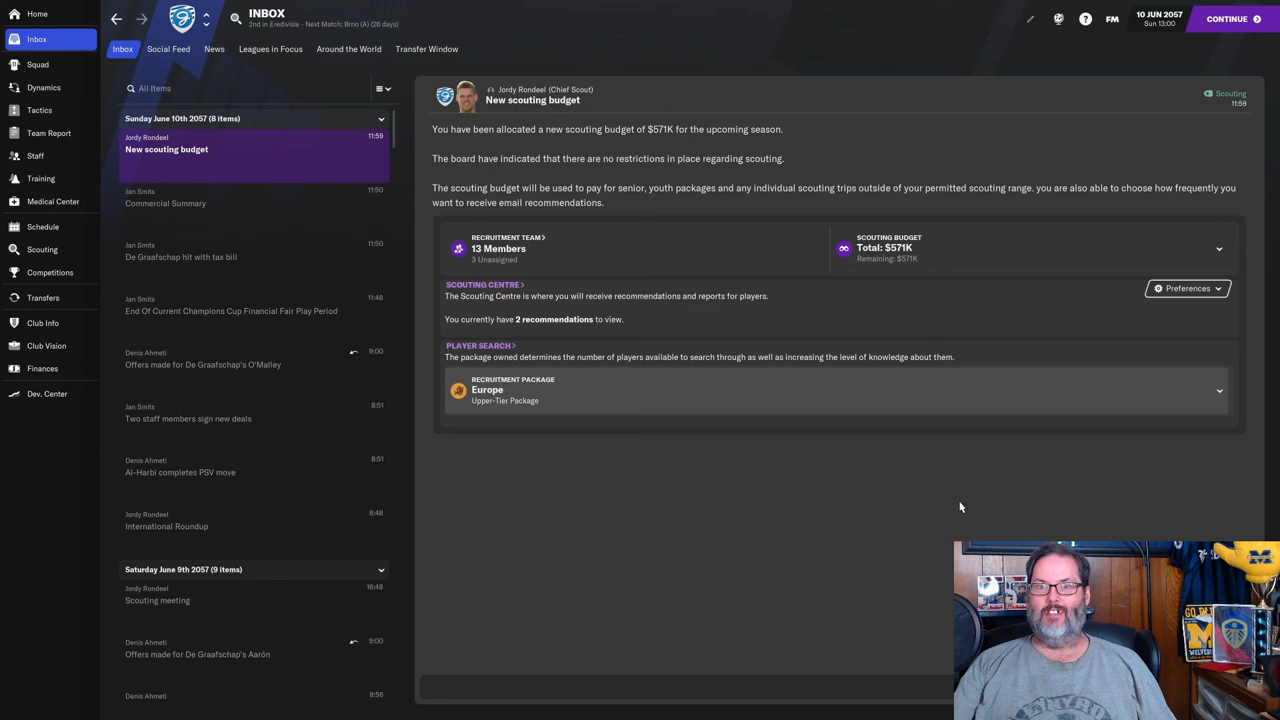 Home
Inbox
Squad
Dynamics
Tactics
Team Report
Staff
Training
Medical Center
Schedule
Scouting
Competitions
Transfers
Club Info
Club Vision
Finances
Dev. Center
INBOX
2nd in Eredivisie - Next Match: Brno (A) (28 days)
FM
10 JUN 2057
Sun 13:00
CONTINUE
Inbox
Social Feed
News
Leagues in Focus
Around the World
Transfer Window
All Items
Sunday June 10th 2057 (8 items)
Jordy Rondeel 11:59
New scouting budget
Jan Smits 11:50
Commercial Summary
Jan Smits 11:50
De Graafschap hit with tax bill
Jan Smits 11:48
End Of Current Champions Cup Financial Fair Play Period
Denis Ahmeti 9:00
Offers made for De Graafschap's O'Malley
Jan Smits 8:51
Two staff members sign new deals
Denis Ahmeti 8:51
Al-Harbi completes PSV move
Jordy Rondeel 8:48
International Roundup
Saturday June 9th 2057 (9 items)
Jordy Rondeel 16:48
Scouting meeting
Denis Ahmeti 9:00
Offers made for De Graafschap's Aarón
Denis Ahmeti 8:56
Jordy Rondeel (Chief Scout)
New scouting budget
Scouting
11:59
You have been allocated a new scouting budget of $571K for the upcoming season.
The board have indicated that there are no restrictions in place regarding scouting.
The scouting budget will be used to pay for senior, youth packages and any individual scouting trips outside of your permitted scouting range. you are also able to choose how frequently you
want to receive email recommendations.
RECRUITMENT TEAM
13 Members
3 Unassigned
SCOUTING BUDGET
Total: $571K
Remaining: $571K
SCOUTING CENTRE
The Scouting Centre is where you will receive recommendations and reports for players.
Preferences
You currently have 2 recommendations to view.
PLAYER SEARCH
The package owned determines the number of players available to search through as well as increasing the level of knowledge about them.
RECRUITMENT PACKAGE
Europe
Upper-Tier Package
M
GO BLUE